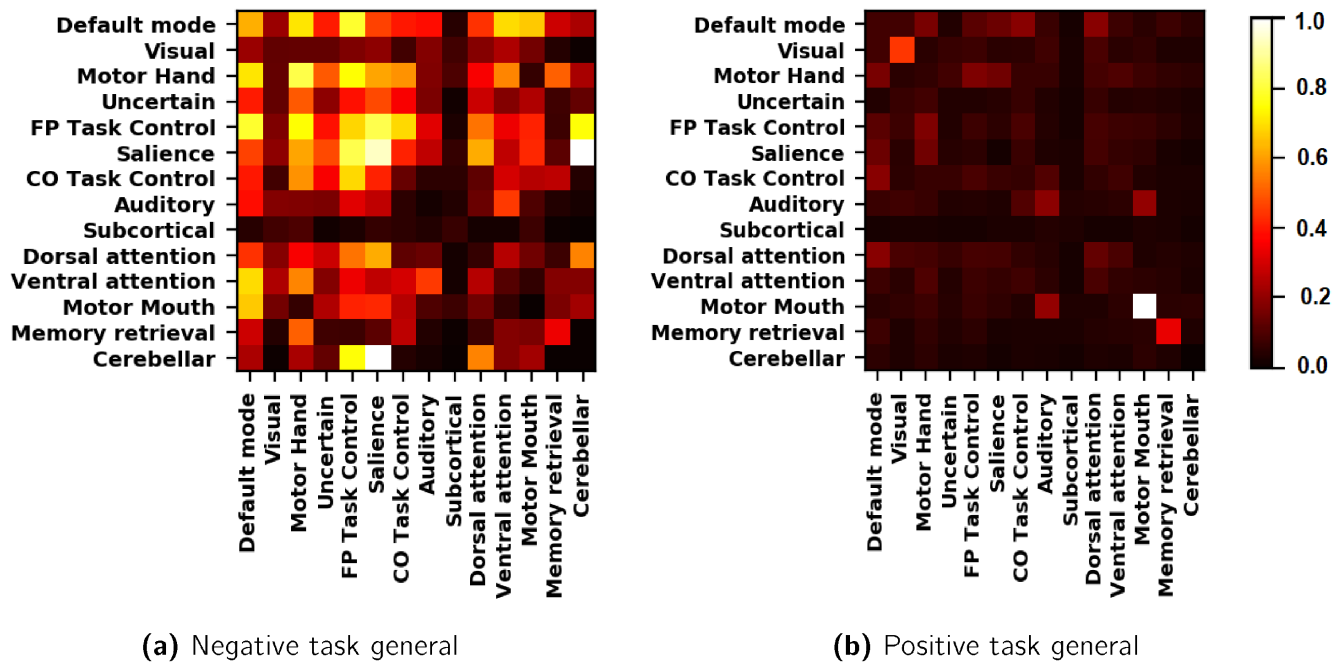 Default mode
Visual
Motor Hand
Uncertain
FP Task Control
Salience
CO Task Control
Auditory
Subcortical
Dorsal attention
Ventral attention
Motor Mouth
Memory retrieval
Cerebellar
Default mode
Visual
Motor Hand
Uncertain
FP Task Control
Salience
CO Task Control
Auditory
Subcortical
Dorsal attention
Ventral attention
Motor Mouth
Memory retrieval
Cerebellar
(a) Negative task general
Default mode
Visual
Motor Hand
Uncertain
FP Task Control
Salience
CO Task Control
Auditory
Subcortical
Dorsal attention
Ventral attention
Motor Mouth
Memory retrieval
Cerebellar
Default mode
Visual
Motor Hand
Uncertain
FP Task Control
Salience
CO Task Control
Auditory
Subcortical
Dorsal attention
Ventral attention
Motor Mouth
Memory retrieval
Cerebellar
(b) Positive task general
1.0
0.8
0.6
0.4
0.2
0.0